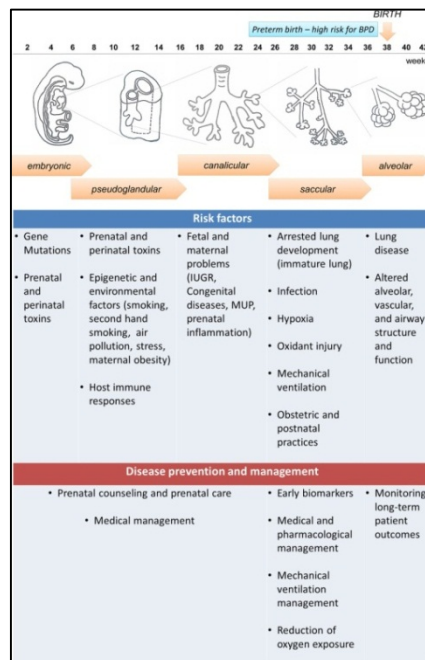 BIRTH
Preterm birth – high risk for BPD
2 4 6 8 10 12 14 16 18 20 22 24 26 28 30 32 34 36 38 40 42
week
embryonic
pseudoglandular
canalicular
saccular
alveolar
Risk factors
• Gene
Mutations
• Prenatal
and
perinatal
toxins
• Prenatal and
perinatal toxins
• Epigenetic and
environmental
factors (smoking,
second hand
smoking, air
pollution, stress,
maternal obesity)
• Host immune
responses
• Fetal and
maternal
problems
(IUGR,
Congenital
diseases, MUP,
prenatal
inflammation)
• Arrested lung
development
(immature lung)
• Infection
• Hypoxia
• Oxidant injury
• Mechanical
ventilation
• Obstetric and
postnatal
practices
• Lung
disease
• Altered
alveolar,
vascular,
and airway
structure
and
function
Disease prevention and management
• Prenatal counseling and prenatal care
• Medical management
• Early biomarkers
• Medical and
pharmacological
management
• Mechanical
ventilation
management
• Reduction of
oxygen exposure
• Monitoring
long-term
patient
outcomes